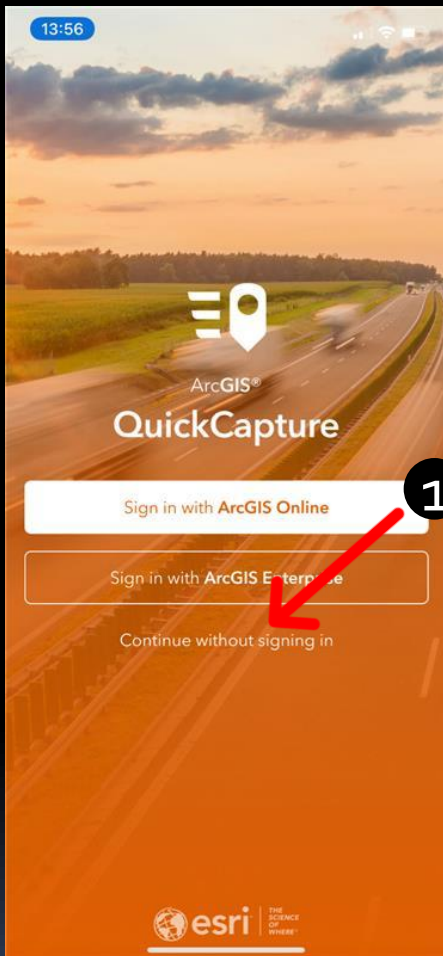 13:56
ArcGIS®
QuickCapture
Sign in with ArcGIS Online
1
Sign in with ArcGIS Enterprise
Continue without signing in
esri
THE
SCIENCE
OF
WHERE®